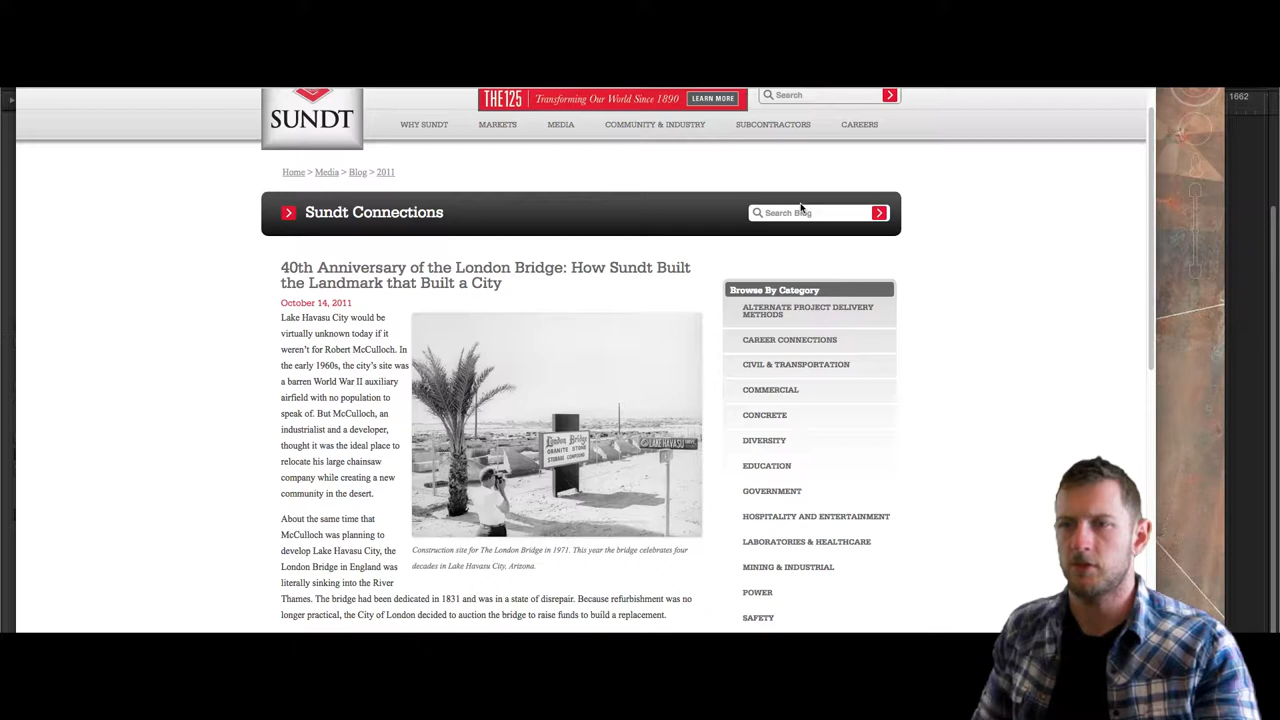 THE125 Transforming Our World Since 1890 LEARN MORE
Search
1662
SUNDT
WHY SUNDT
MARKETS
MEDIA
COMMUNITY & INDUSTRY
SUBCONTRACTORS
CAREERS
Home > Media > Blog > 2011
Sundt Connections
Search Blog
40th Anniversary of the London Bridge: How Sundt Built
the Landmark that Built a City
October 14, 2011
Lake Havasu City would be
virtually unknown today if it
weren't for Robert McCulloch. In
the early 1960s, the city's site was
a barren World War II auxiliary
airfield with no population to
speak of. But McCulloch, an
industrialist and a developer,
thought it was the ideal place to
relocate his large chainsaw
company while creating a new
community in the desert.
About the same time that
McCulloch was planning to
develop Lake Havasu City, the
London Bridge in England was
literally sinking into the River
Thames. The bridge had been dedicated in 1831 and was in a state of disrepair. Because refurbishment was no
longer practical, the City of London decided to auction the bridge to raise funds to build a replacement.
London Bridge
GRANITE STONE
STORAGE COMPOUND
LAKE HAVASU
Construction site for The London Bridge in 1971. This year the bridge celebrates four
decades in Lake Havasu City, Arizona.
Browse By Category
ALTERNATE PROJECT DELIVERY
METHODS
CAREER CONNECTIONS
CIVIL & TRANSPORTATION
COMMERCIAL
CONCRETE
DIVERSITY
EDUCATION
GOVERNMENT
HOSPITALITY AND ENTERTAINMENT
LABORATORIES & HEALTHCARE
MINING & INDUSTRIAL
POWER
SAFETY